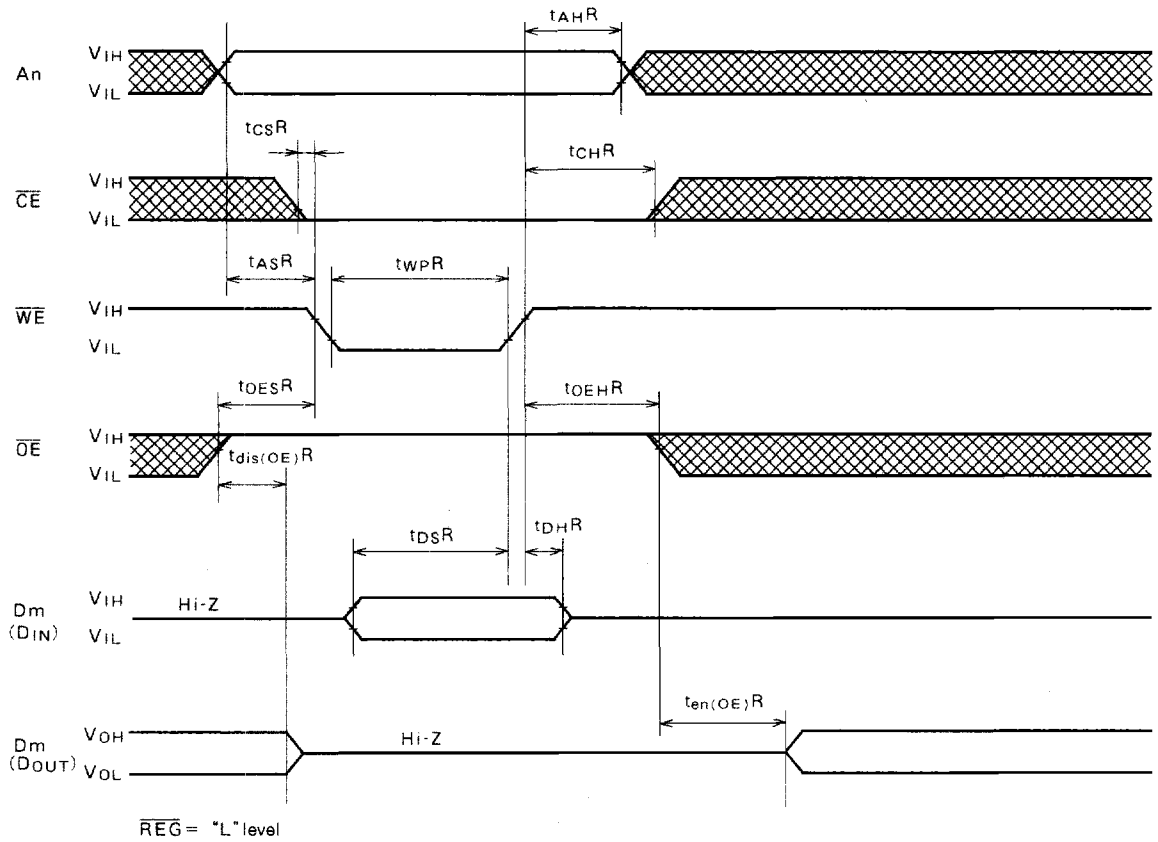 tAHR
VIH
An
VIL
tCSR
tCHR
VIH
CE
VIL
tASR
tWPR
VIH
WE
VIL
tOESR
tOEHR
VIH
OE
VIL
tdis(OE)R
tDSR
tDHR
VIH
Hi-Z
Dm
(DIN)
VIL
ten(OE)R
VOH
Hi-Z
Dm
(DOUT)
VOL
REG = “L” level